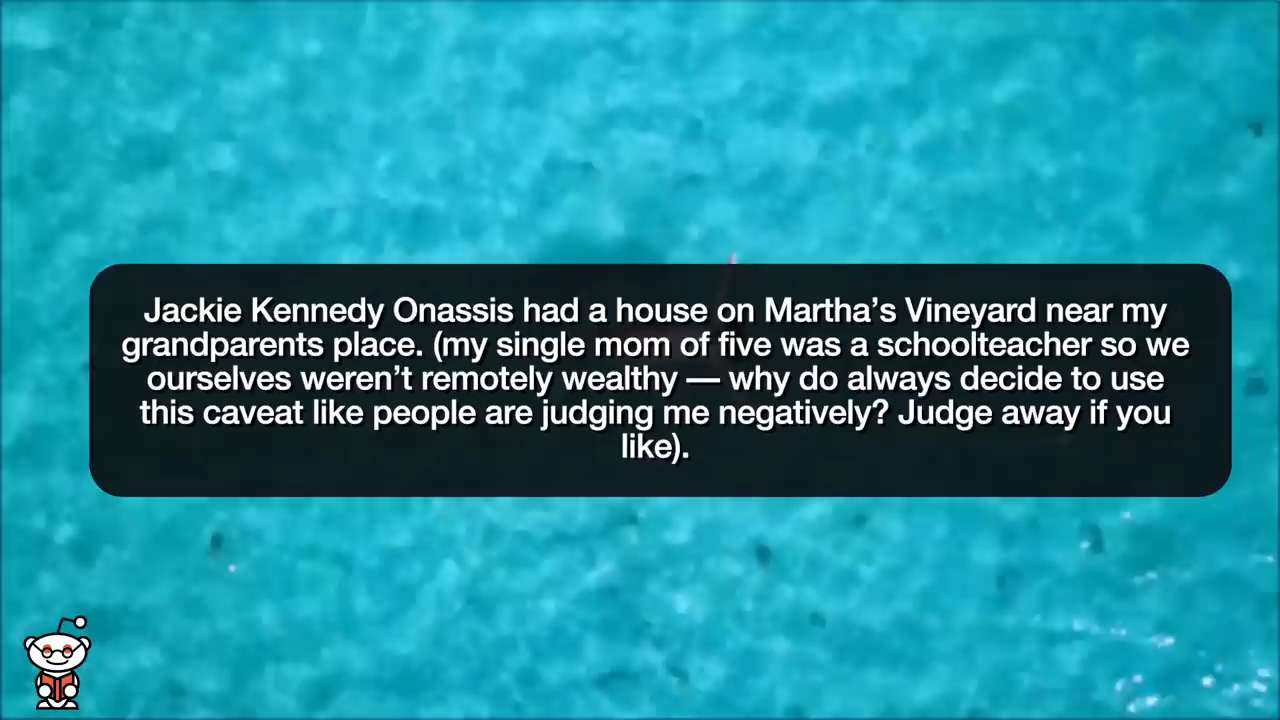 Jackie Kennedy Onassis had a house on Martha’s Vineyard near my
grandparents place. (my single mom of five was a schoolteacher so we
ourselves weren’t remotely wealthy — why do always decide to use
this caveat like people are judging me negatively? Judge away if you
like).